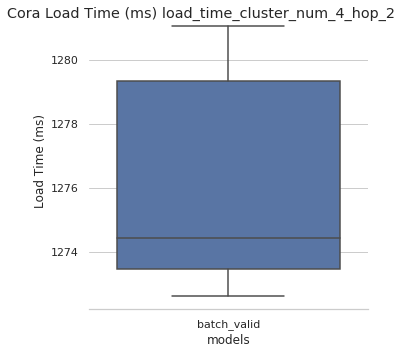 Cora Load Time (ms) load_time_cluster_num_4_hop_2
1280
1278
1276
1274
Load Time (ms)
batch_valid
models